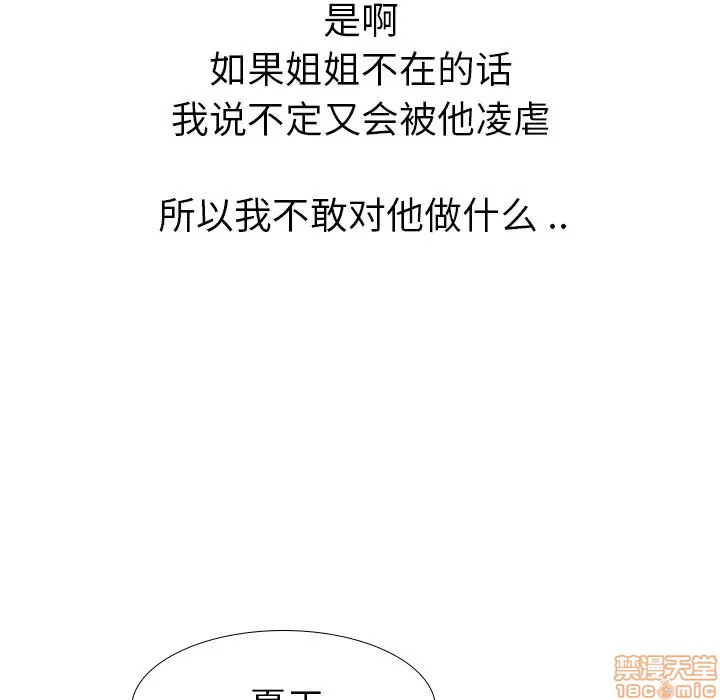 是啊
如果姐姐不在的话
我说不定又会被他凌虐
所以我不敢对他做什么 ..
禁漫天堂
18COMIC